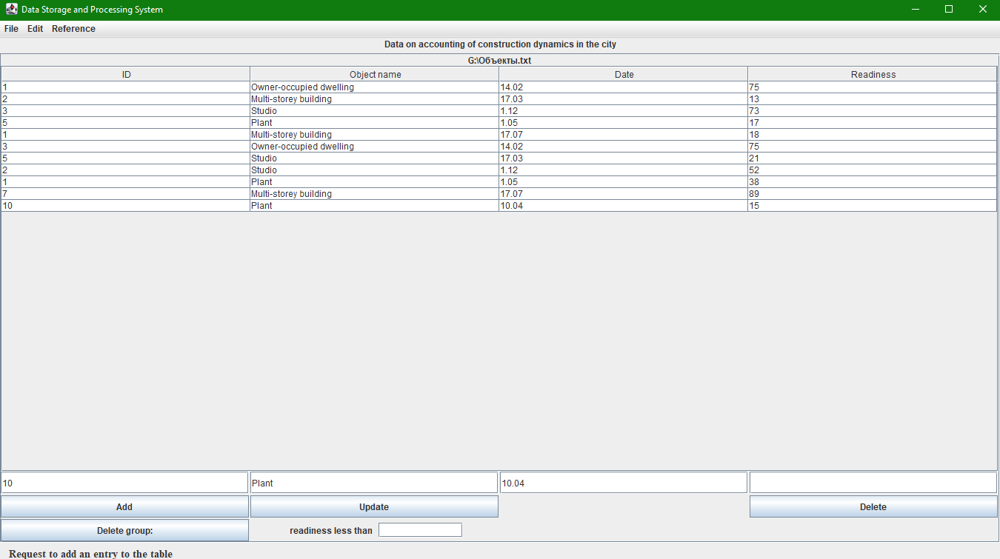 Data Storage and Processing System
File Edit Reference
Data on accounting of construction dynamics in the city
G:\Объекты.txt
ID Object name Date Readiness
1 Owner-occupied dwelling 14.02 75
2 Multi-storey building 17.03 13
3 Studio 1.12 73
5 Plant 1.05 17
1 Multi-storey building 17.07 18
3 Owner-occupied dwelling 14.02 75
5 Studio 17.03 21
2 Studio 1.12 52
1 Plant 1.05 38
7 Multi-storey building 17.07 89
10 Plant 10.04 15
10 Plant 10.04
Add Update Delete
Delete group: readiness less than
Request to add an entry to the table